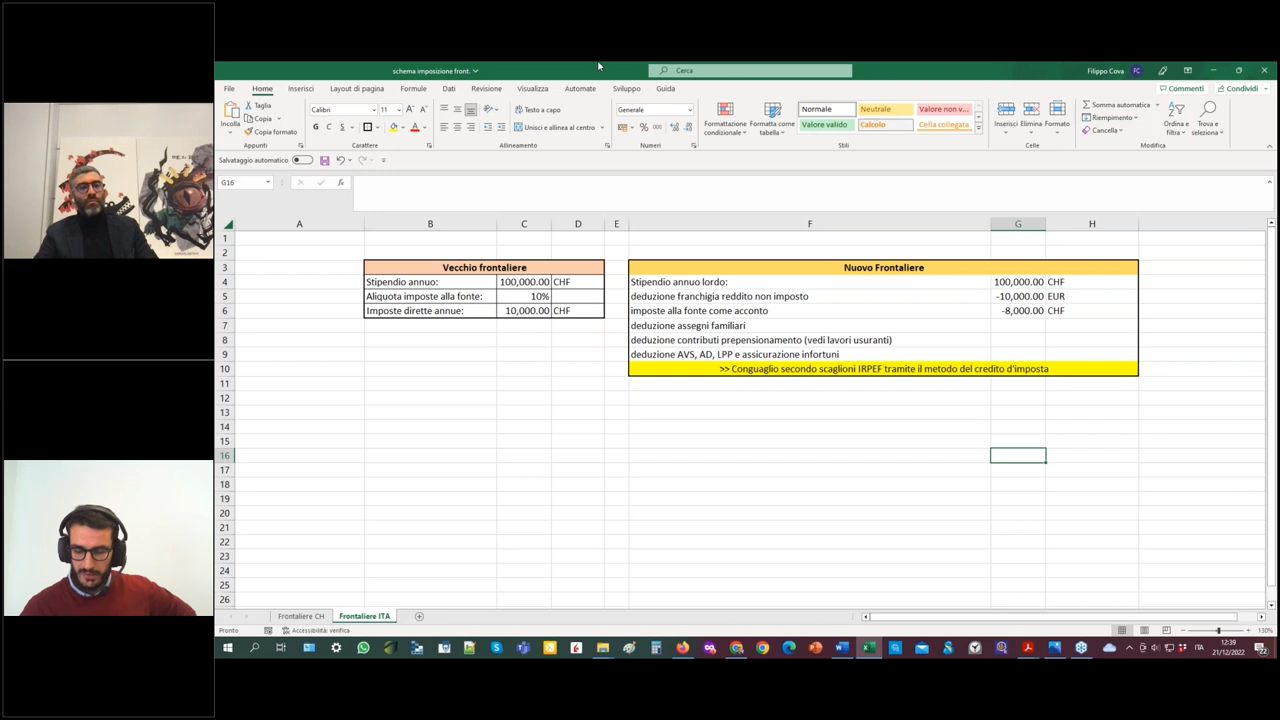 schema imposizione front.
Cerca
Filippo Cova FC
File Home Inserisci Layout di pagina Formule Dati Revisione Visualizza Automate Sviluppo Guida
Commenti Condividi
Incolla
Taglia
Copia
Copia formato
Appunti
Calibri 11
G C S
Carattere
Testo a capo
Unisci e allinea al centro
Allineamento
Generale
Numeri
Formattazione condizionale
Formatta come tabella
Normale Neutrale Valore non v...
Valore valido Calcolo Cella collegata
Stili
Inserisci Elimina Formato
Celle
Somma automatica
Riempimento
Cancella
Ordina e filtra
Trova e seleziona
Modifica
Salvataggio automatico
G16
A B C D E F G H
1
2
3 Vecchio frontaliere Nuovo Frontaliere
4 Stipendio annuo: 100,000.00 CHF Stipendio annuo lordo: 100,000.00 CHF
5 Aliquota imposte alla fonte: 10% deduzione franchigia reddito non imposto -10,000.00 EUR
6 Imposte dirette annue: 10,000.00 CHF imposte alla fonte come acconto -8,000.00 CHF
7 deduzione assegni familiari
8 deduzione contributi prepensionamento (vedi lavori usuranti)
9 deduzione AVS, AD, LPP e assicurazione infortuni
10 >> Conguaglio secondo scaglioni IRPEF tramite il metodo del credito d'imposta
11
12
13
14
15
16
17
18
19
20
21
22
23
24
25
26
Frontaliere CH Frontaliere ITA
Pronto Accessibilità: verifica
130%
ITA
12:39
21/12/2022